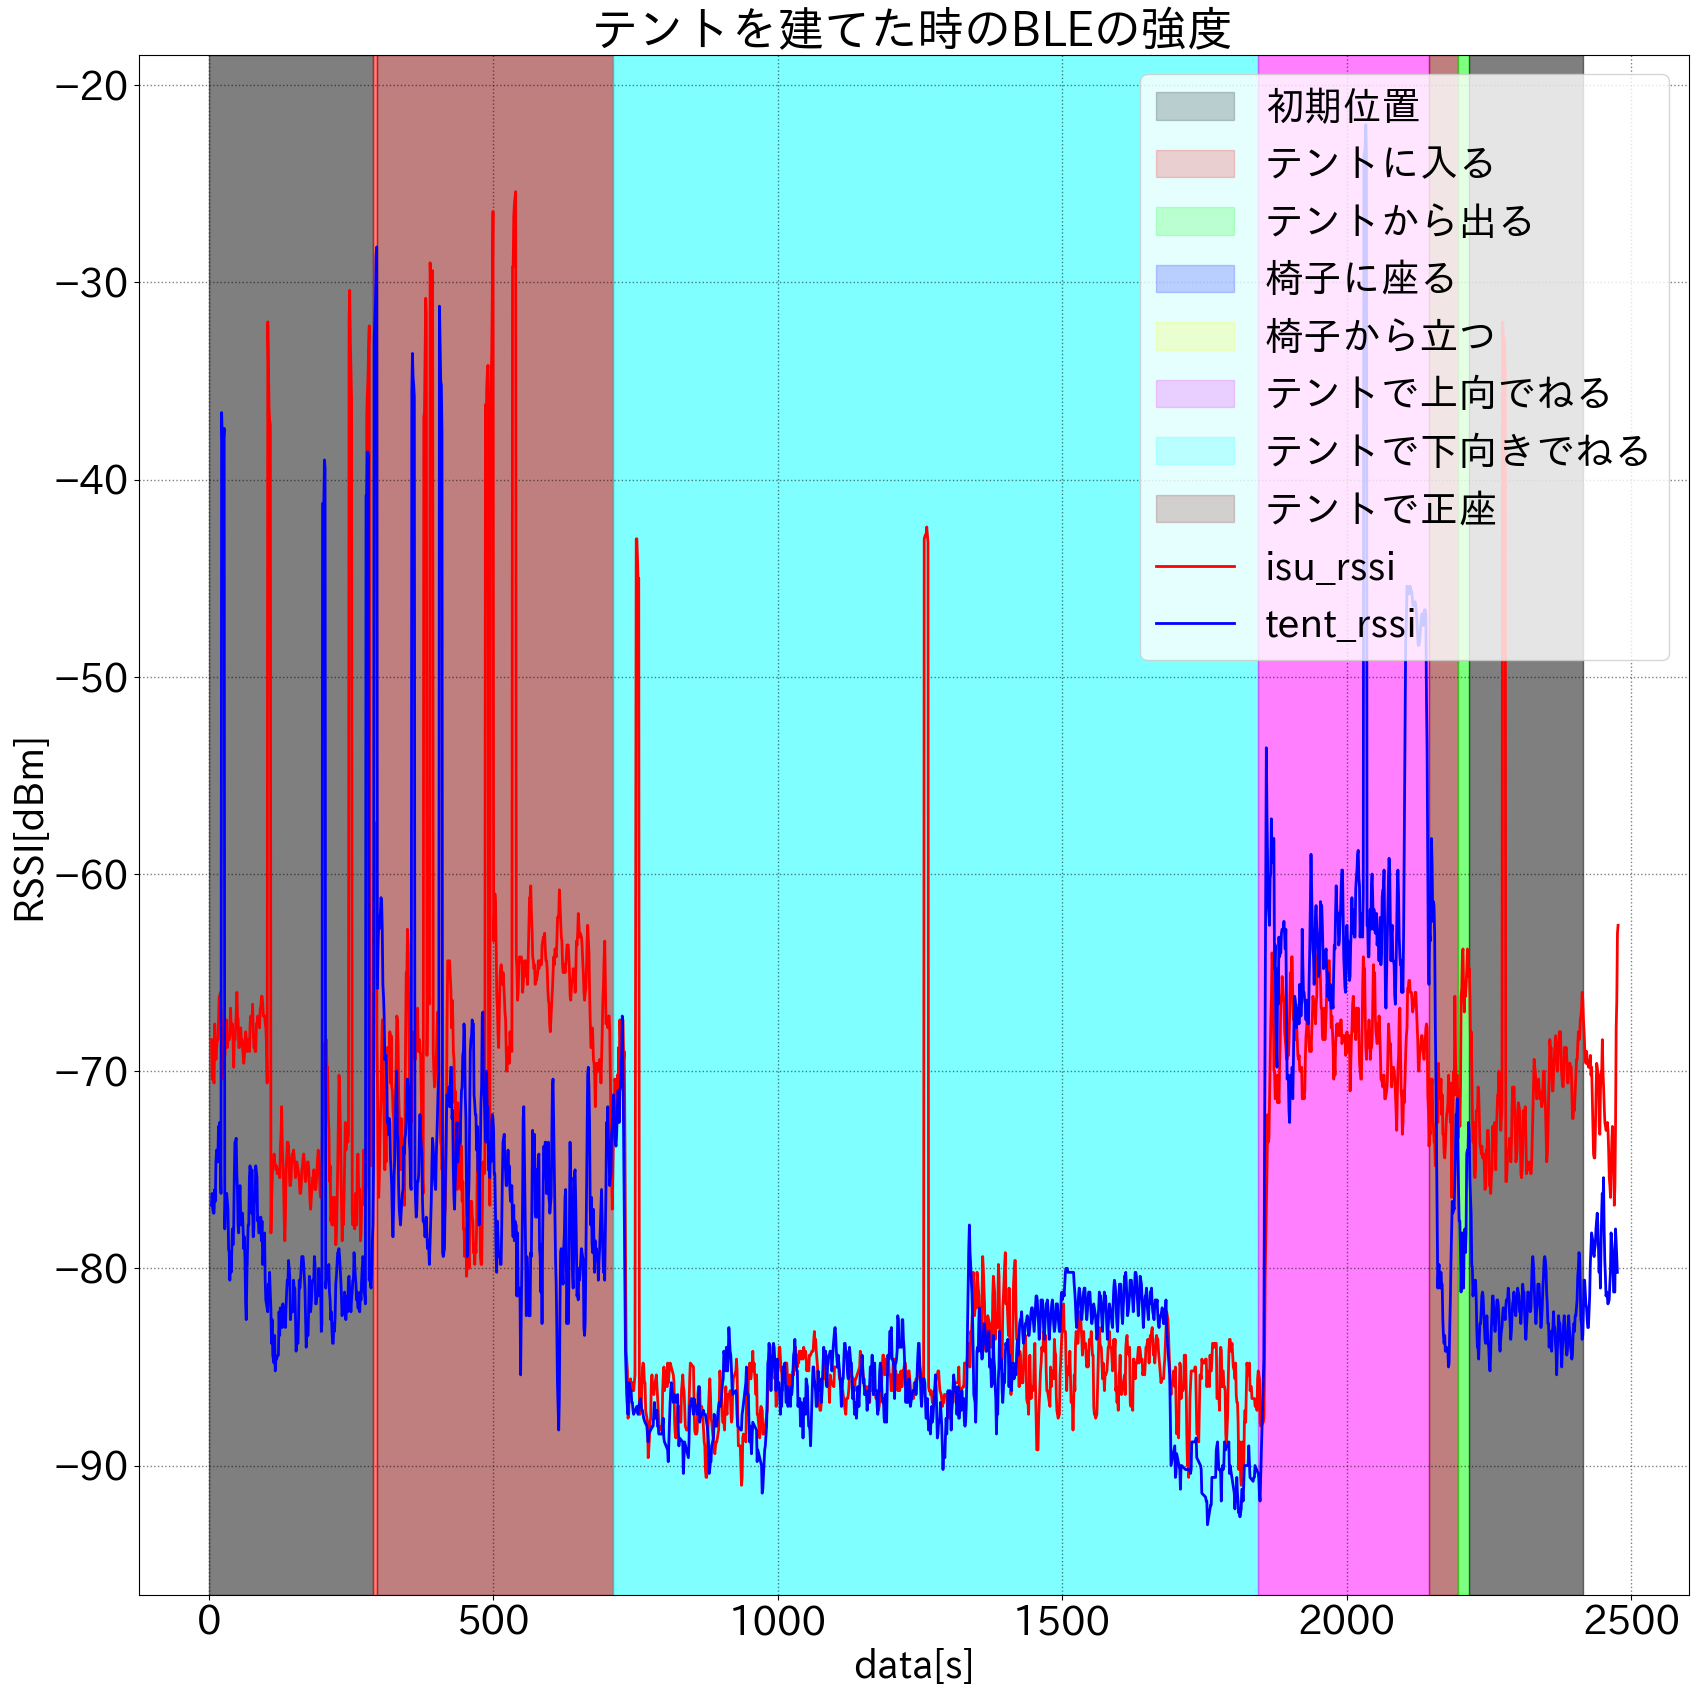 テントを建てた時のBLEの強度
初期位置
テントに入る
テントから出る
椅子に座る
椅子から立つ
テントで上向でねる
テントで下向きでねる
テントで正座
isu_rssi
tent_rssi
RSSI[dBm]
−20
−30
−40
−50
−60
−70
−80
−90
0 500 1000 1500 2000 2500
data[s]